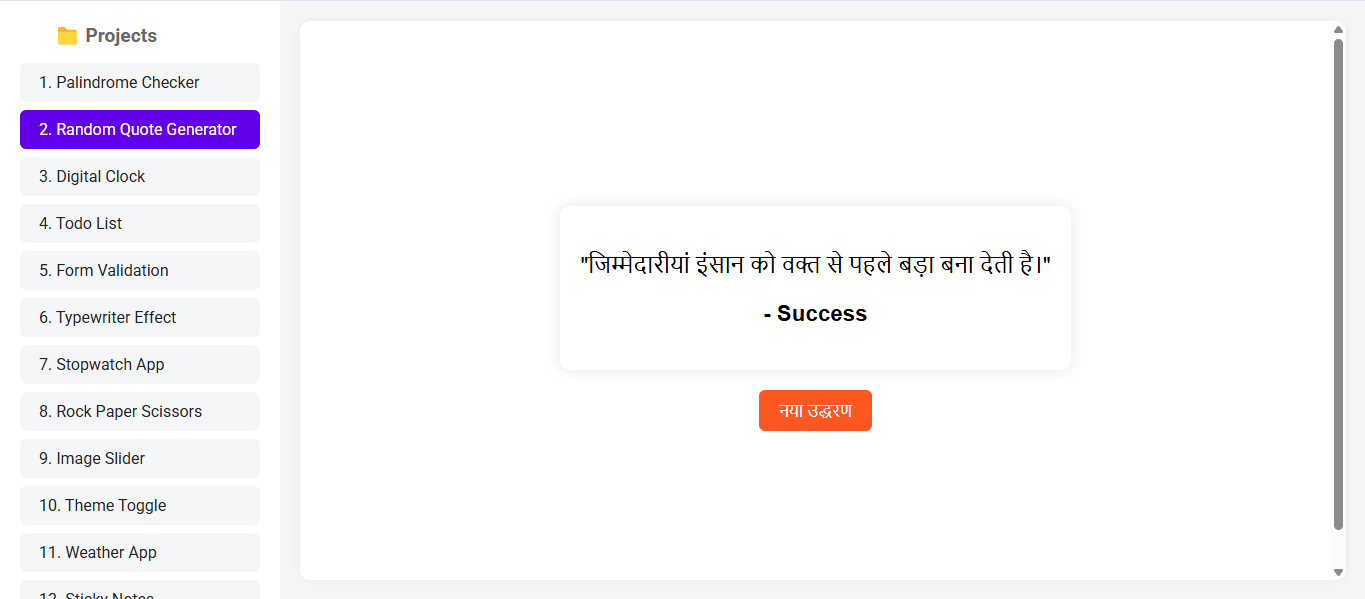 Projects
1. Palindrome Checker
2. Random Quote Generator
3. Digital Clock
4. Todo List
5. Form Validation
6. Typewriter Effect
7. Stopwatch App
8. Rock Paper Scissors
9. Image Slider
10. Theme Toggle
11. Weather App
12. Sticky Notes
"जिम्मेदारीयां इंसान को वक्त से पहले बड़ा बना देती है।"
- Success
नया उद्धरण